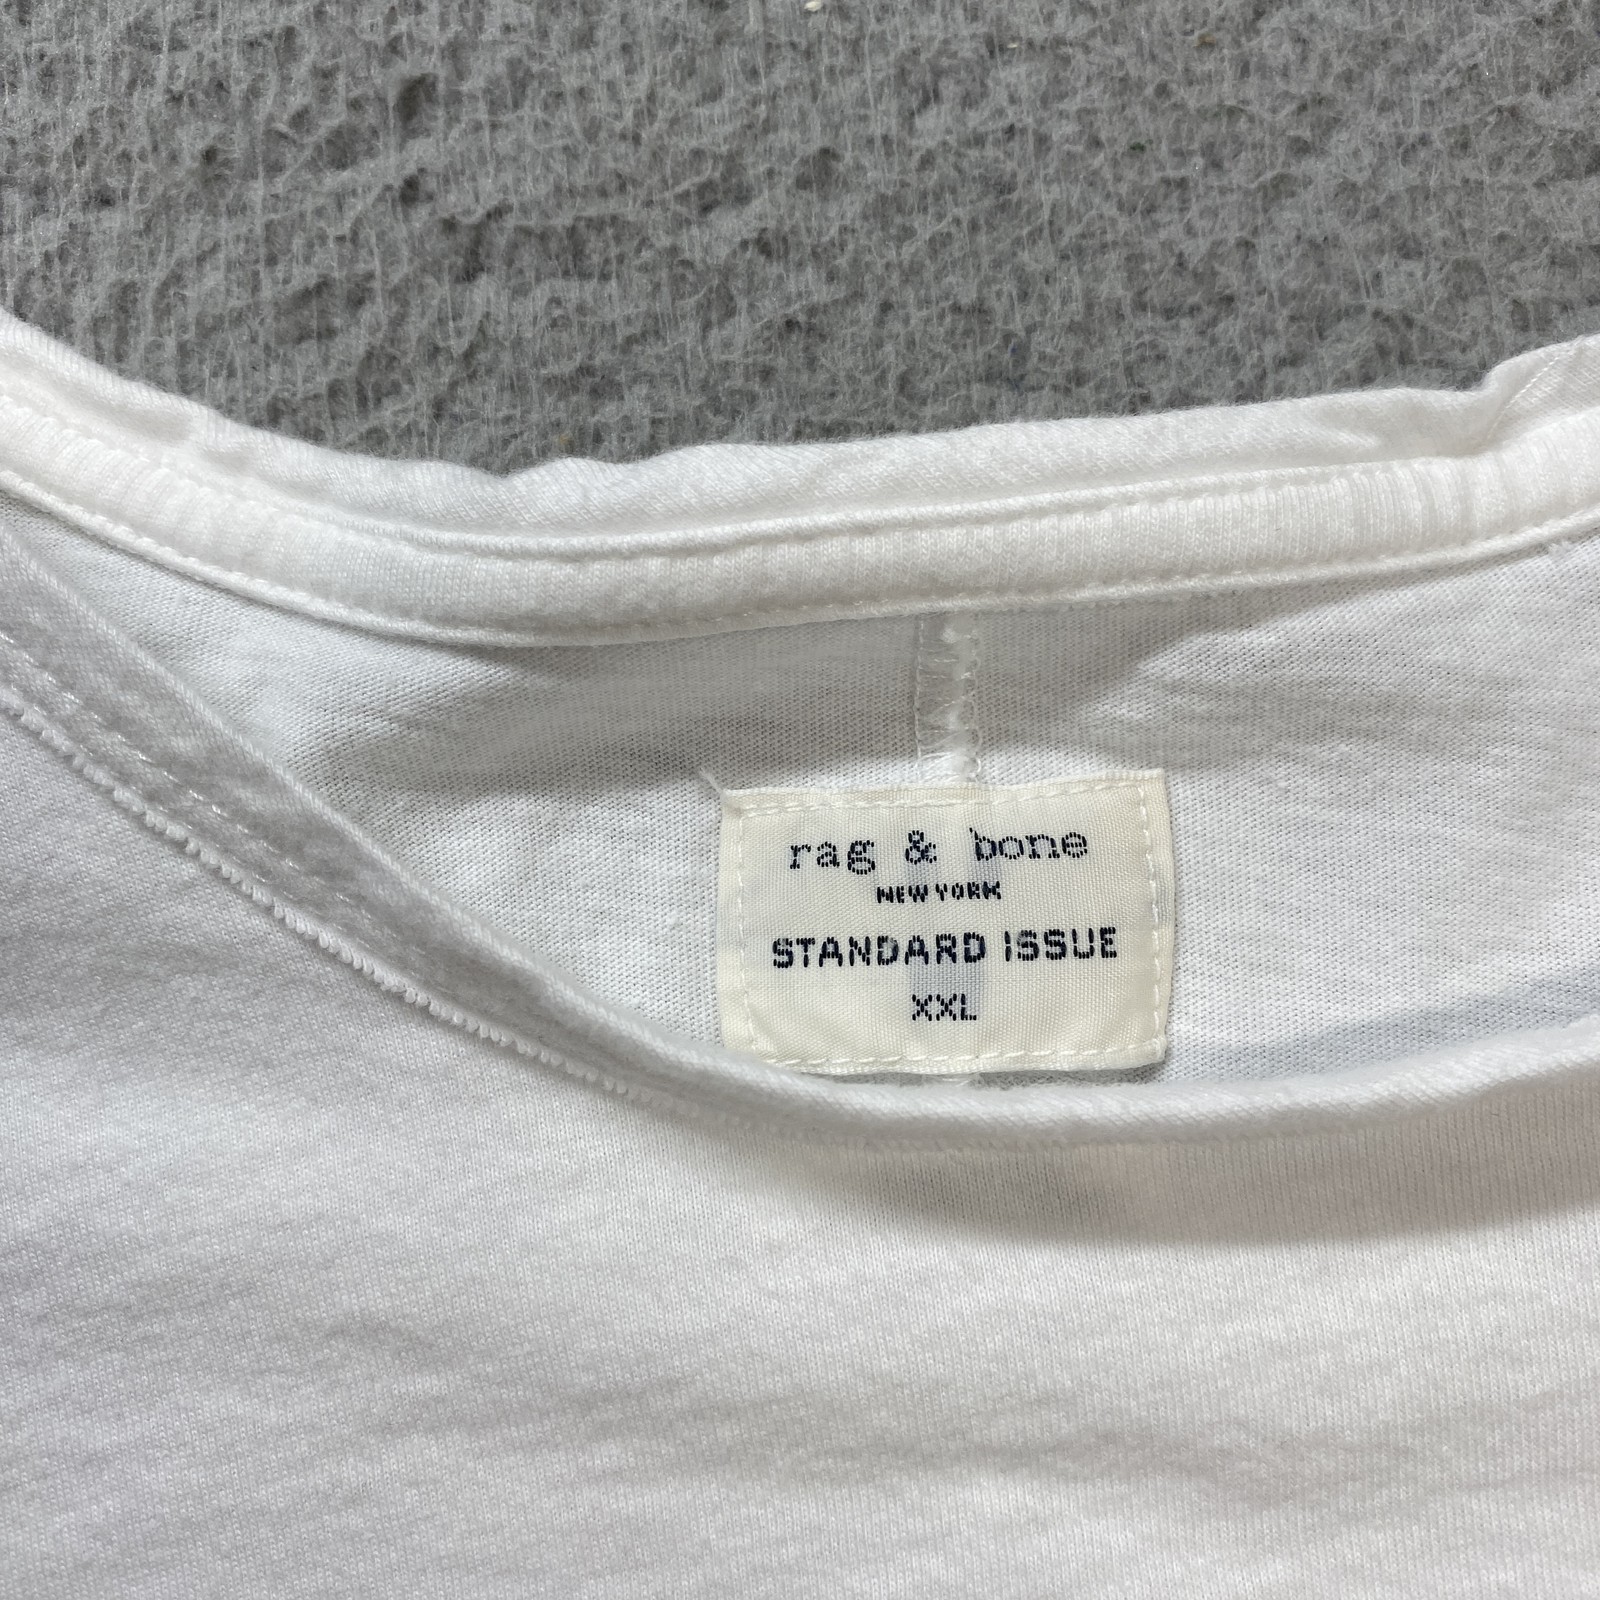 rag & bone
NEW YORK
STANDARD ISSUE
XXL